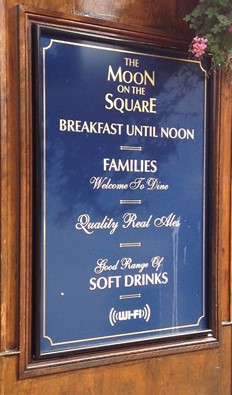 THE
MOON
ON THE
SQUARE
BREAKFAST UNTIL NOON
FAMILIES
Welcome To Dine
Quality Real Ales
Good Range Of
SOFT DRINKS
((WI-FI))